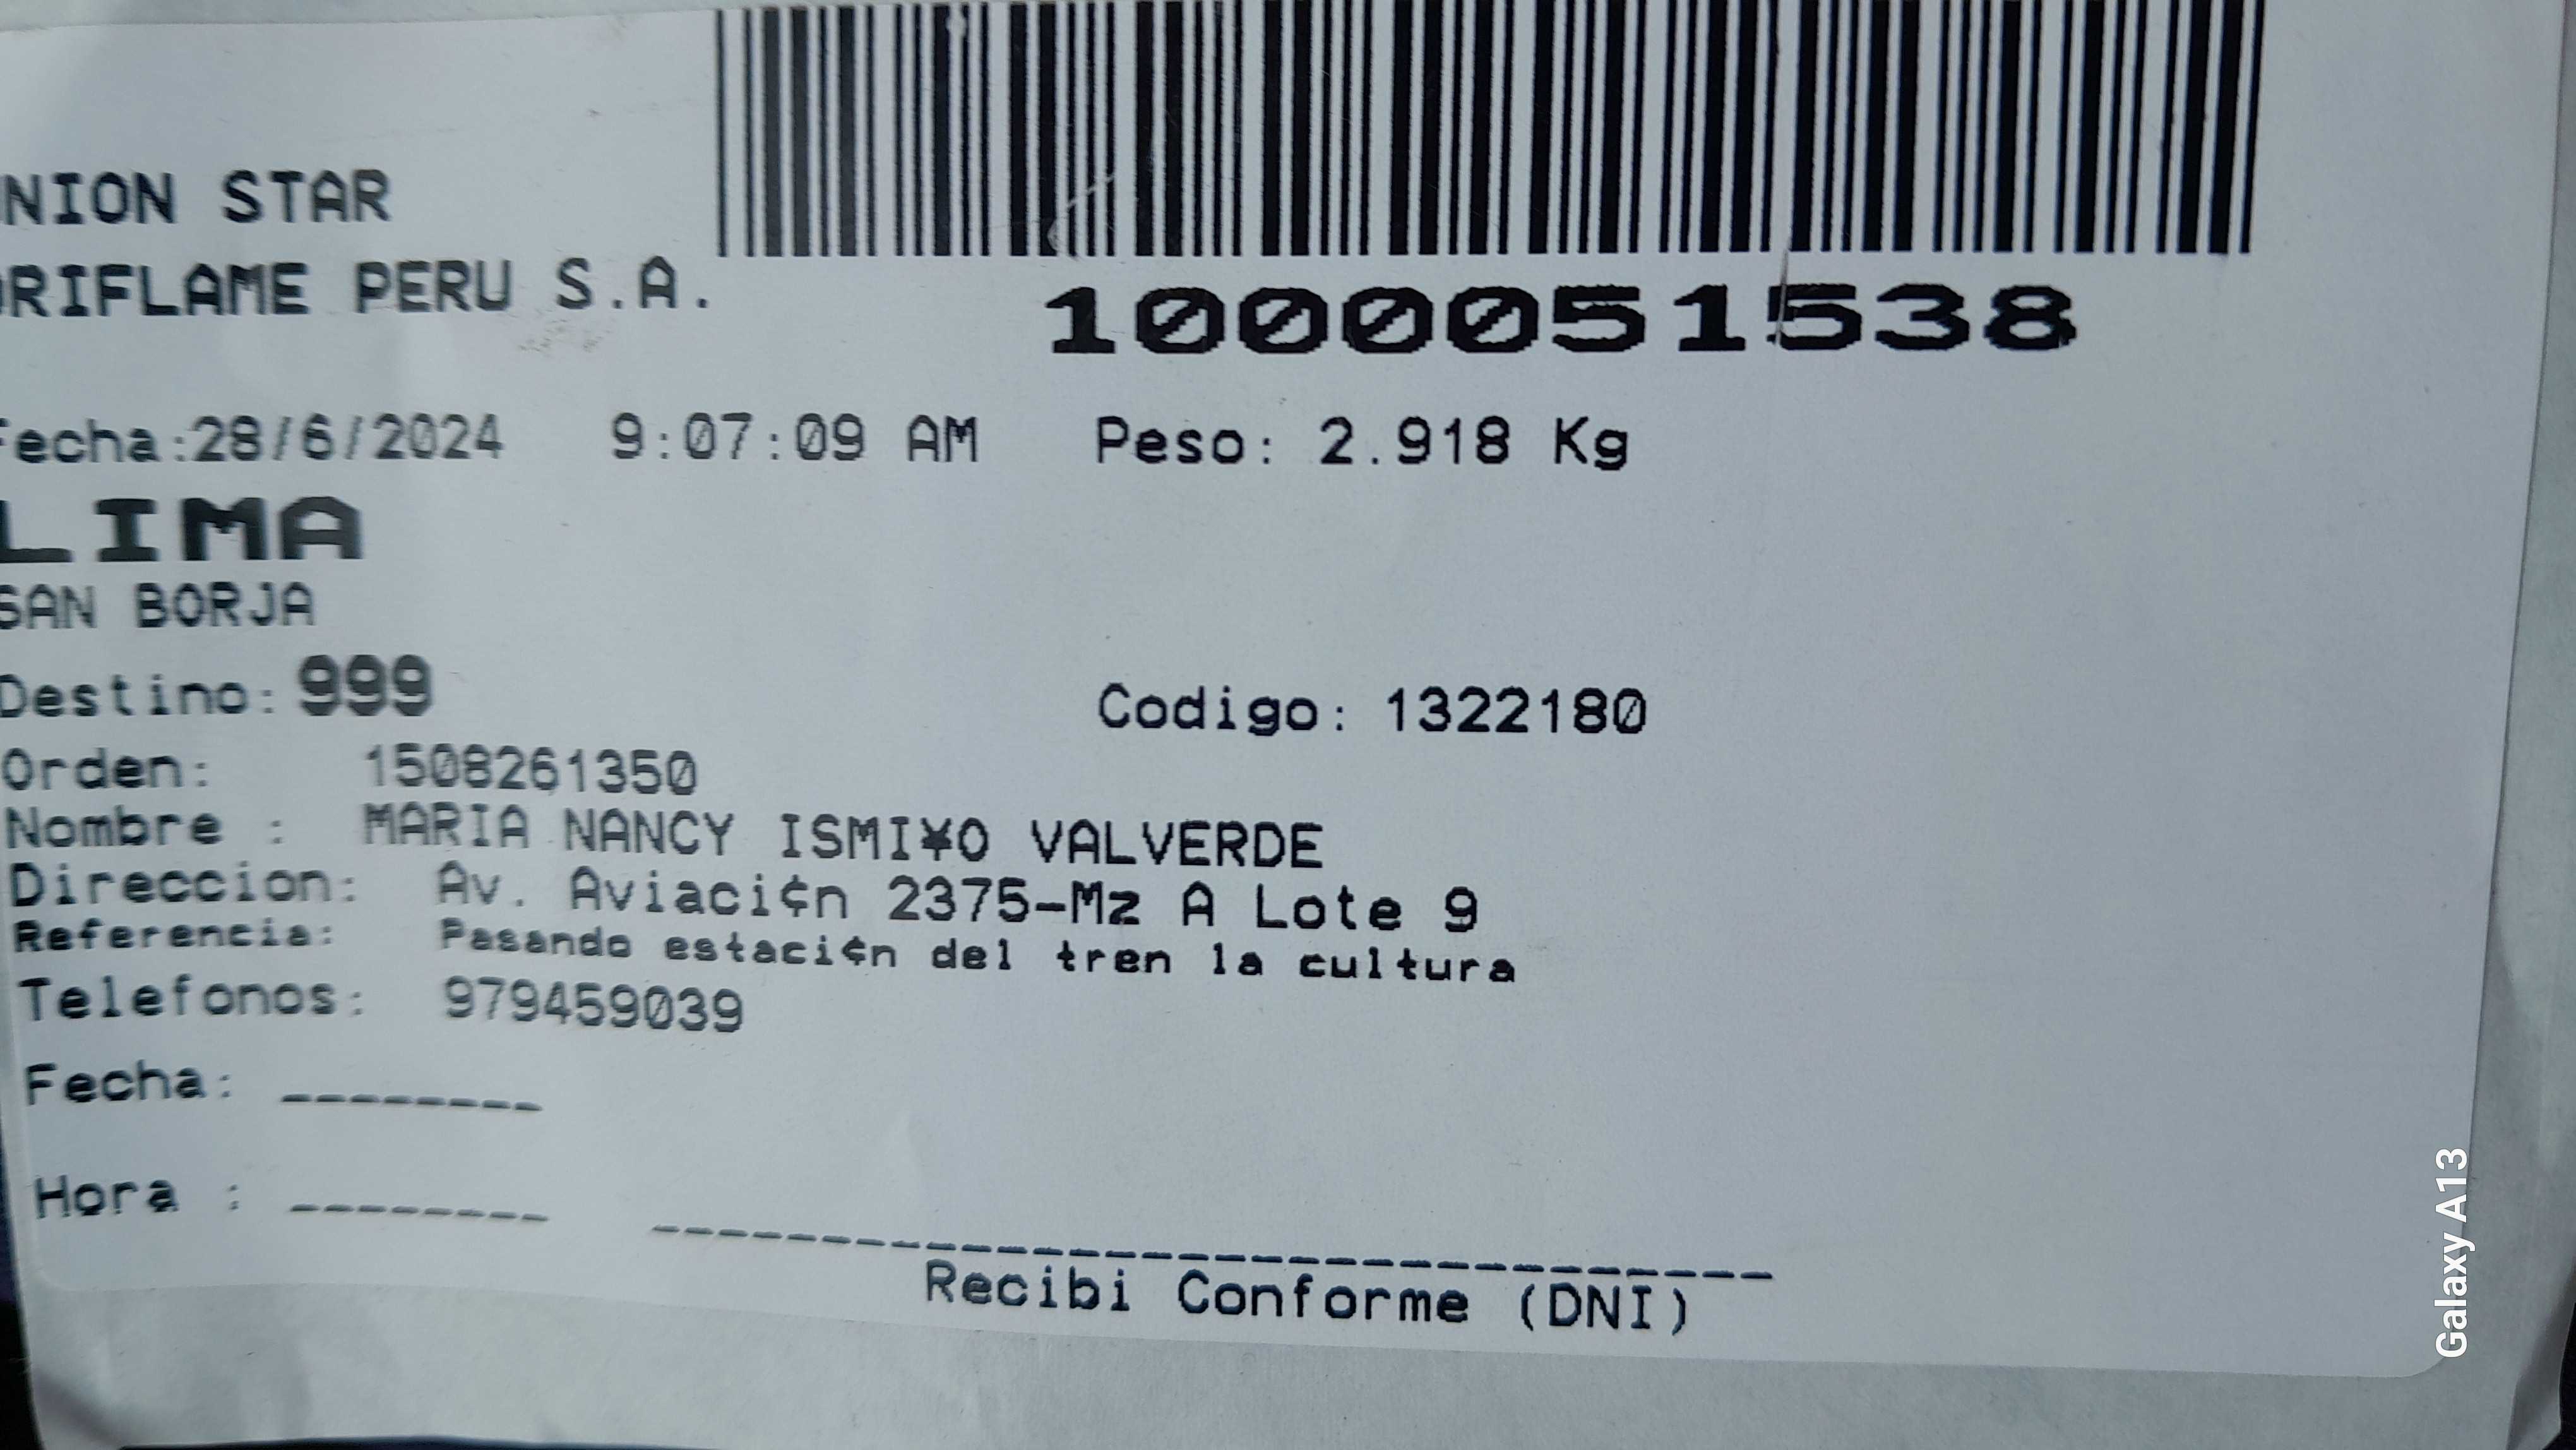 NION STAR
ORIFLAME PERU S.A.
1000051538
Fecha:28/6/2024 9:07:09 AM Peso: 2.918 Kg
LIMA
SAN BORJA
Destino: 999 Codigo: 1322180
Orden: 1508261350
Nombre : MARIA NANCY ISMI¥O VALVERDE
Direccion: Av. Aviaci¢n 2375-Mz A Lote 9
Referencia: Pasando estaci¢n del tren la cultura
Telefonos: 979459039
Fecha: ________
Hora : ________
Recibi Conforme (DNI)
Galaxy A13